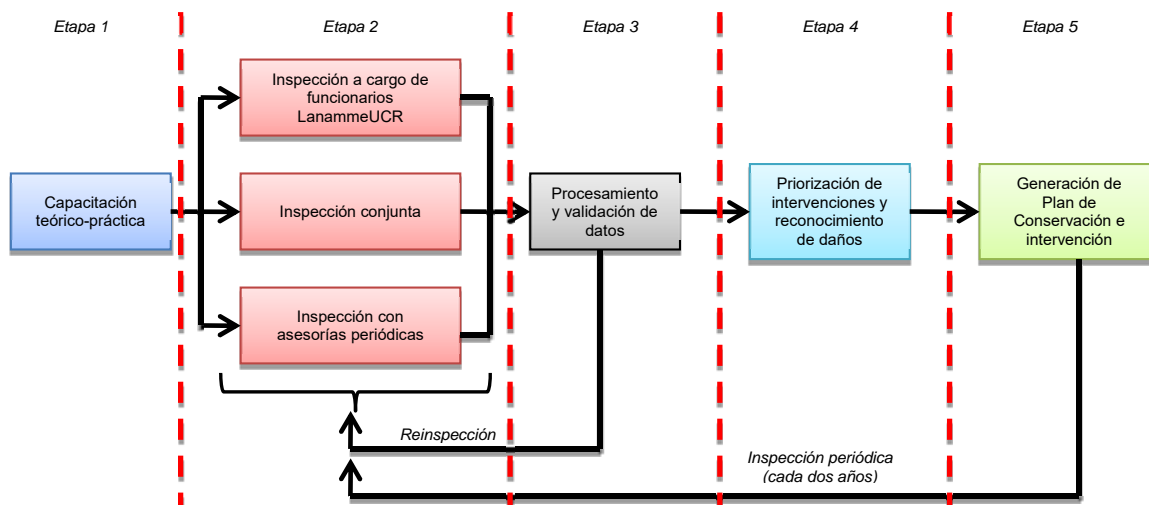 Etapa 1
Etapa 2
Etapa 3
Etapa 4
Etapa 5
Capacitación
teórico-práctica
Inspección a cargo de
funcionarios
LanammeUCR
Inspección conjunta
Inspección con
asesorías periódicas
Procesamiento
y validación de
datos
Priorización de
intervenciones y
reconocimiento
de daños
Generación de
Plan de
Conservación e
intervención
Reinspección
Inspección periódica
(cada dos años)